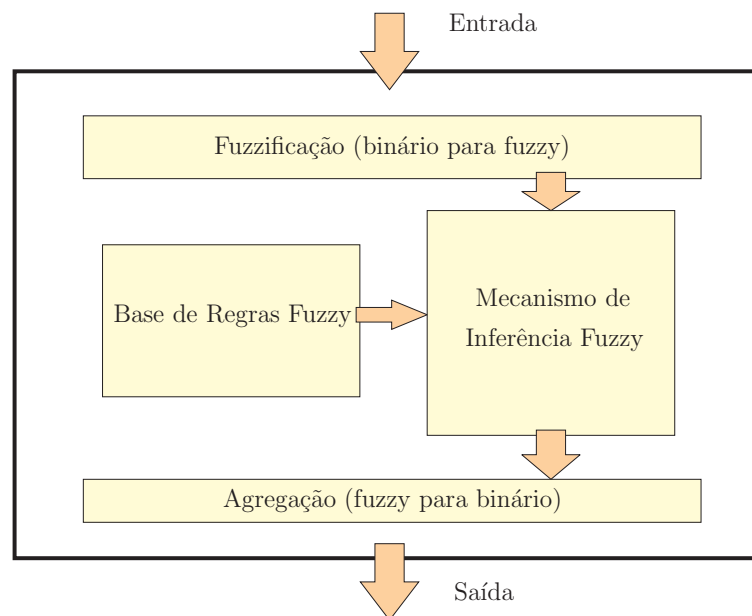 Entrada
Fuzzificação (binário para fuzzy)
Base de Regras Fuzzy
Mecanismo de
Inferência Fuzzy
Agregação (fuzzy para binário)
Saída